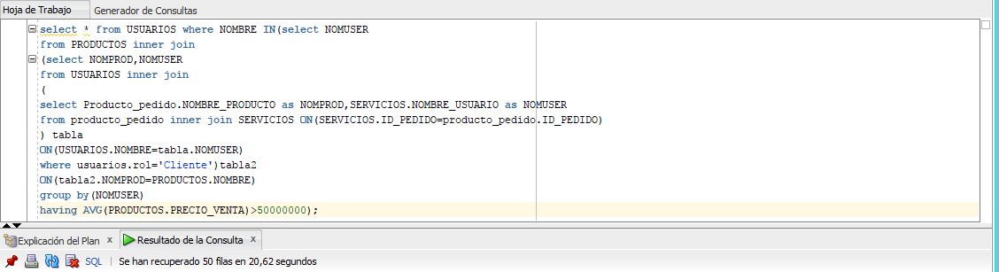 Hoja de Trabajo Generador de Consultas
select * from USUARIOS where NOMBRE IN(select NOMUSER
from PRODUCTOS inner join
(select NOMPROD,NOMUSER
from USUARIOS inner join
(
select Producto_pedido.NOMBRE_PRODUCTO as NOMPROD,SERVICIOS.NOMBRE_USUARIO as NOMUSER
from producto_pedido inner join SERVICIOS ON(SERVICIOS.ID_PEDIDO=producto_pedido.ID_PEDIDO)
) tabla
ON(USUARIOS.NOMBRE=tabla.NOMUSER)
where usuarios.rol='Cliente')tabla2
ON(tabla2.NOMPROD=PRODUCTOS.NOMBRE)
group by(NOMUSER)
having AVG(PRODUCTOS.PRECIO_VENTA)>50000000);
Explicación del Plan x Resultado de la Consulta x
SQL | Se han recuperado 50 filas en 20,62 segundos